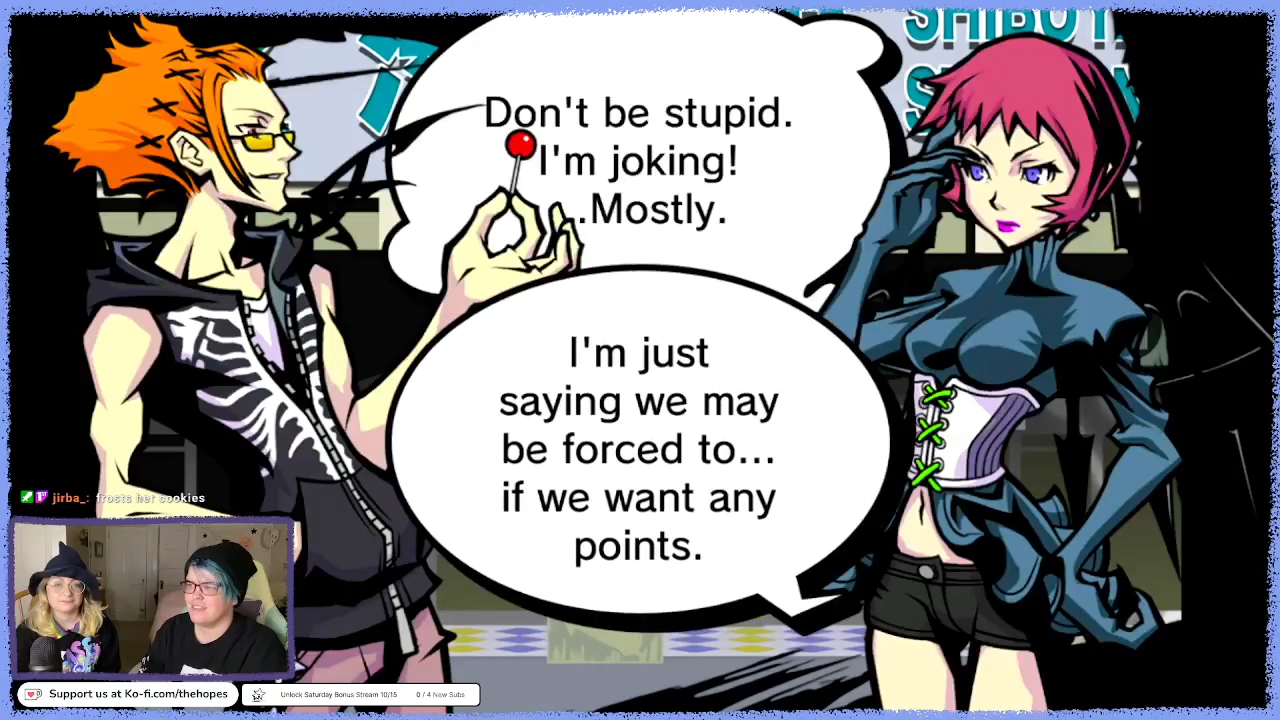 SHIBUYA
Don't be stupid.
I'm joking!
..Mostly.
I'm just
saying we may
be forced to...
if we want any
points.
jirba_: frosts her cookies
Support us at Ko-fi.com/thehopes
Unlock Saturday Bonus Stream 10/15 0 / 4 New Subs